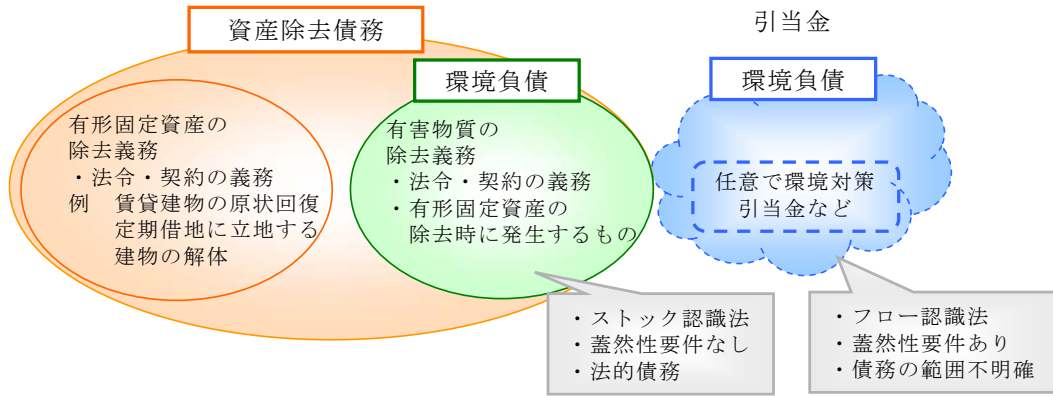 資産除去債務
引当金
環境負債
環境負債
有形固定資産の
除去義務
・法令・契約の義務
例　賃貸建物の原状回復
定期借地に立地する
建物の解体
有害物質の
除去義務
・法令・契約の義務
・有形固定資産の
除去時に発生するもの
任意で環境対策
引当金など
・ストック認識法
・蓋然性要件なし
・法的債務
・フロー認識法
・蓋然性要件あり
・債務の範囲不明確